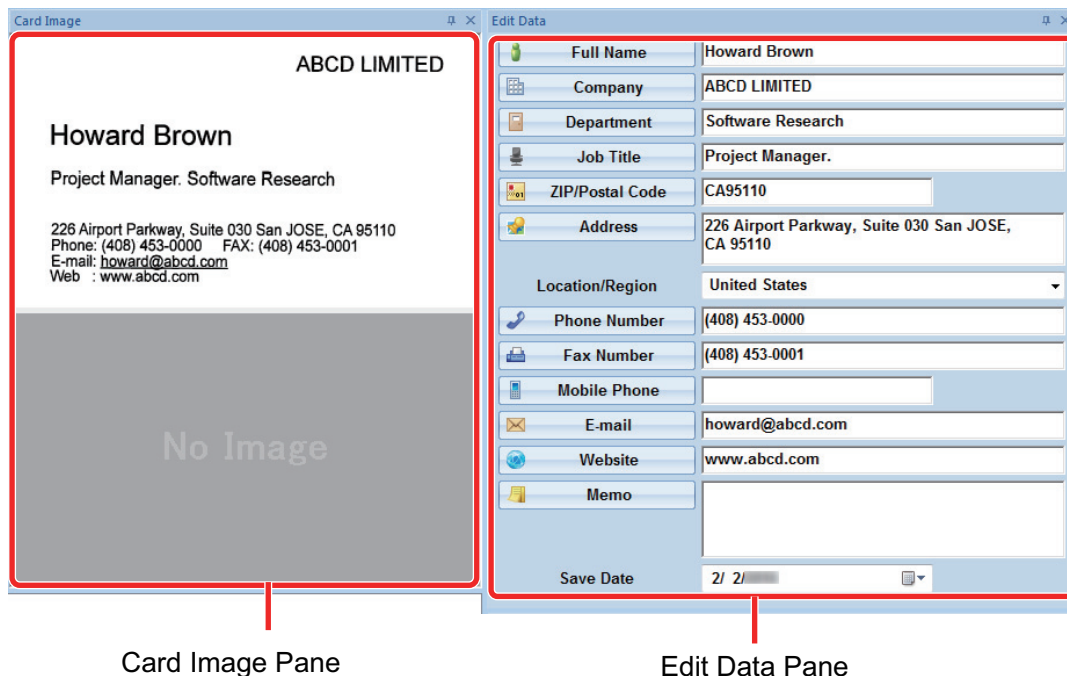 Card Image
ABCD LIMITED
Howard Brown
Project Manager. Software Research
226 Airport Parkway, Suite 030 San JOSE, CA 95110
Phone: (408) 453-0000 FAX: (408) 453-0001
E-mail: howard@abcd.com
Web : www.abcd.com
No Image
Edit Data
Full Name Howard Brown
Company ABCD LIMITED
Department Software Research
Job Title Project Manager.
ZIP/Postal Code CA95110
Address 226 Airport Parkway, Suite 030 San JOSE,
CA 95110
Location/Region United States
Phone Number (408) 453-0000
Fax Number (408) 453-0001
Mobile Phone
E-mail howard@abcd.com
Website www.abcd.com
Memo
Save Date 2/ 2/
Card Image Pane
Edit Data Pane